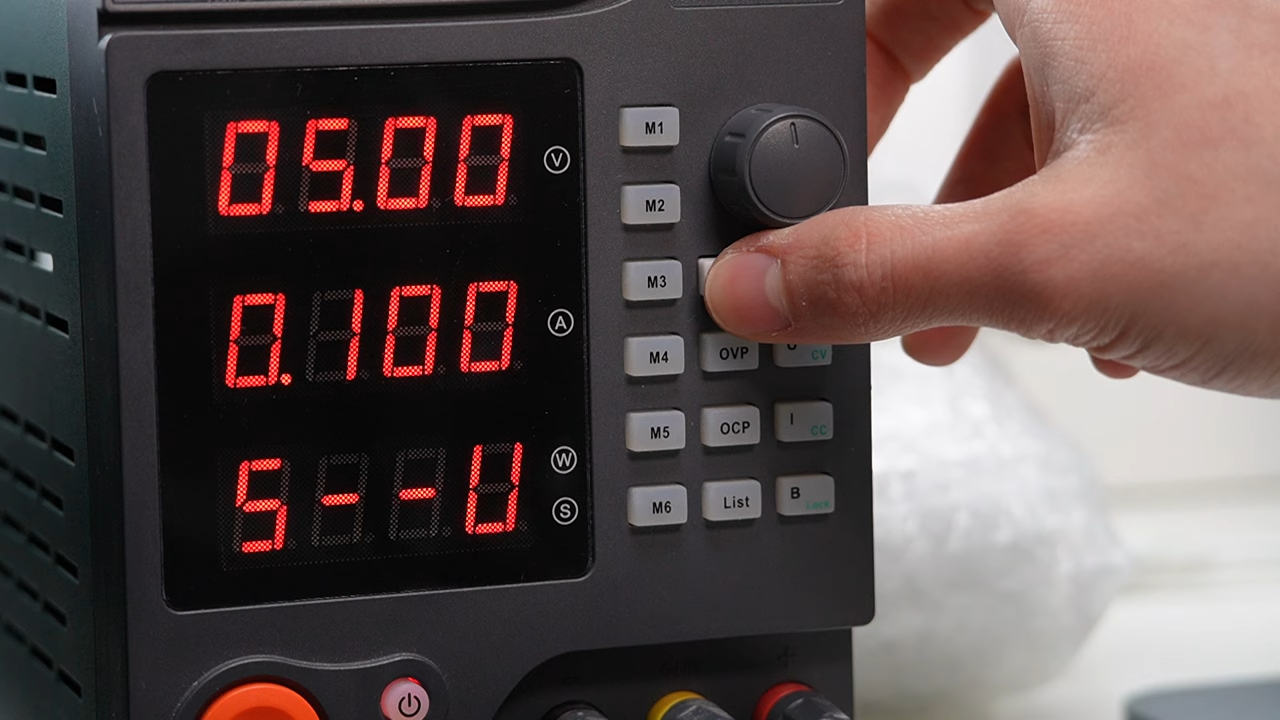 05.00 V M1
M2
0.100 A M3
M4 OVP CV
M5 OCP I CC
5--U W M6 List B Lock
S